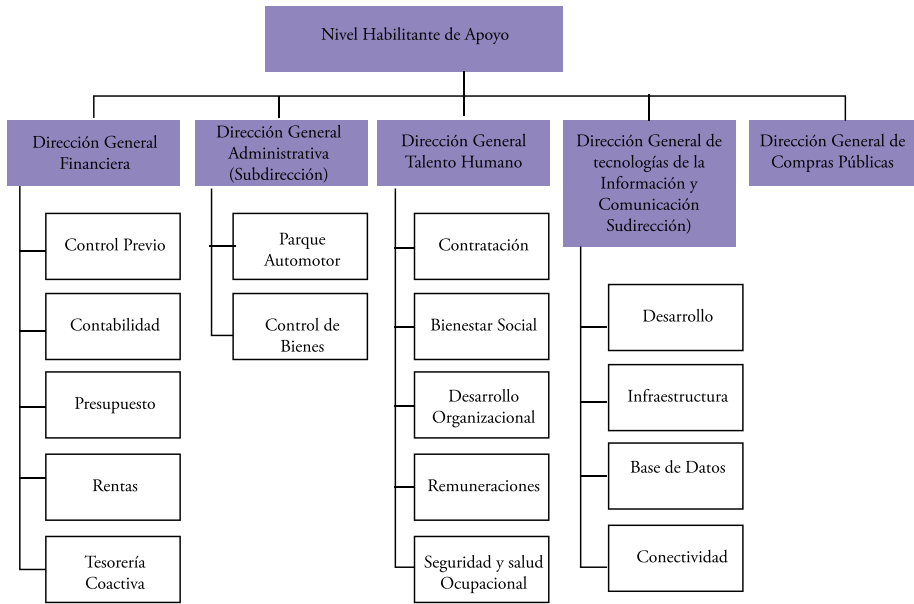 Nivel Habilitante de Apoyo
Dirección General
Financiera
Control Previo
Contabilidad
Presupuesto
Rentas
Tesorería
Coactiva
Dirección General
Administrativa
(Subdirección)
Parque
Automotor
Control de
Bienes
Dirección General
Talento Humano
Contratación
Bienestar Social
Desarrollo
Organizacional
Remuneraciones
Seguridad y salud
Ocupacional
Dirección General de
tecnologías de la
Información y
Comunicación
Sudirección)
Desarrollo
Infraestructura
Base de Datos
Conectividad
Dirección General de
Compras Públicas